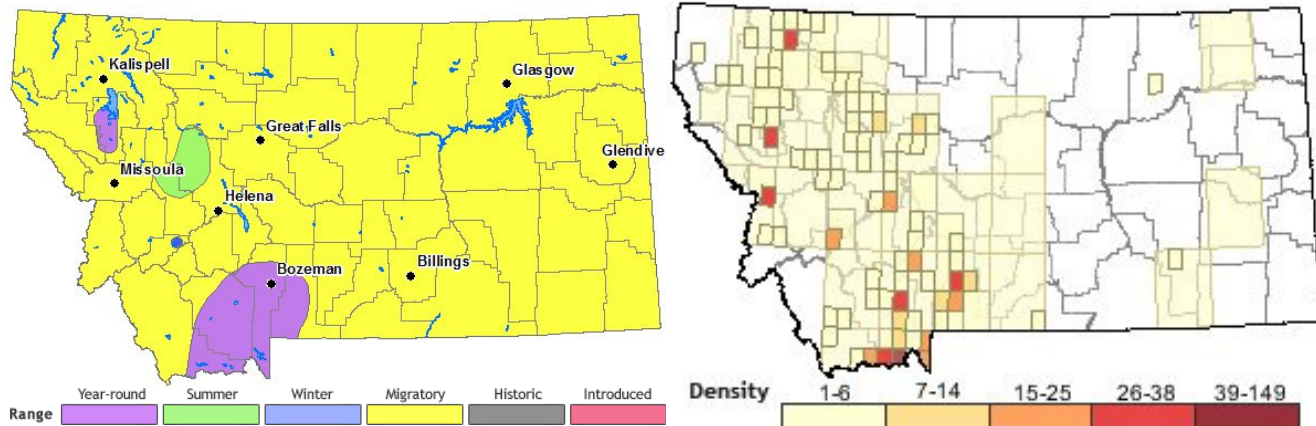 Kalispell
Glasgow
Great Falls
Glendive
Missoula
Helena
Bozeman
Billings
Year-round Summer Winter Migratory Historic Introduced
Range
Density 1-6 7-14 15-25 26-38 39-149